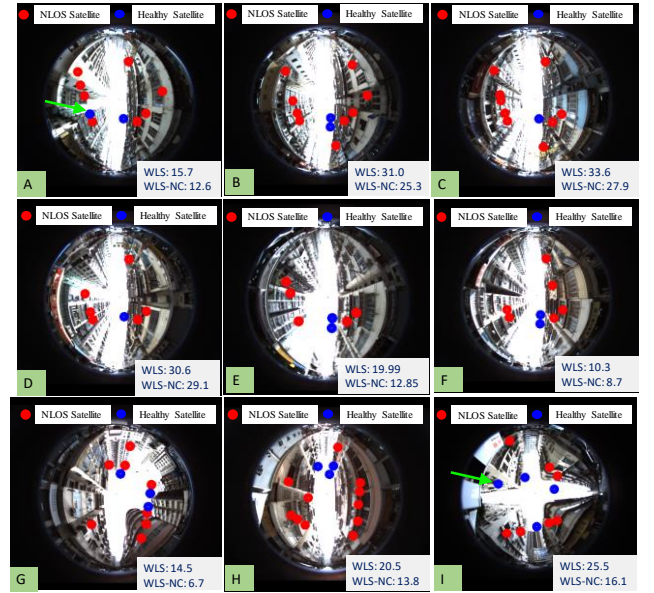 NLOS Satellite Healthy Satellite
A
WLS: 15.7
WLS-NC: 12.6
NLOS Satellite Healthy Satellite
B
WLS: 31.0
WLS-NC: 25.3
NLOS Satellite Healthy Satellite
C
WLS: 33.6
WLS-NC: 27.9
NLOS Satellite Healthy Satellite
D
WLS: 30.6
WLS-NC: 29.1
NLOS Satellite Healthy Satellite
E
WLS: 19.99
WLS-NC: 12.85
NLOS Satellite Healthy Satellite
F
WLS: 10.3
WLS-NC: 8.7
NLOS Satellite Healthy Satellite
G
WLS: 14.5
WLS-NC: 6.7
NLOS Satellite Healthy Satellite
H
WLS: 20.5
WLS-NC: 13.8
NLOS Satellite Healthy Satellite
I
WLS: 25.5
WLS-NC: 16.1